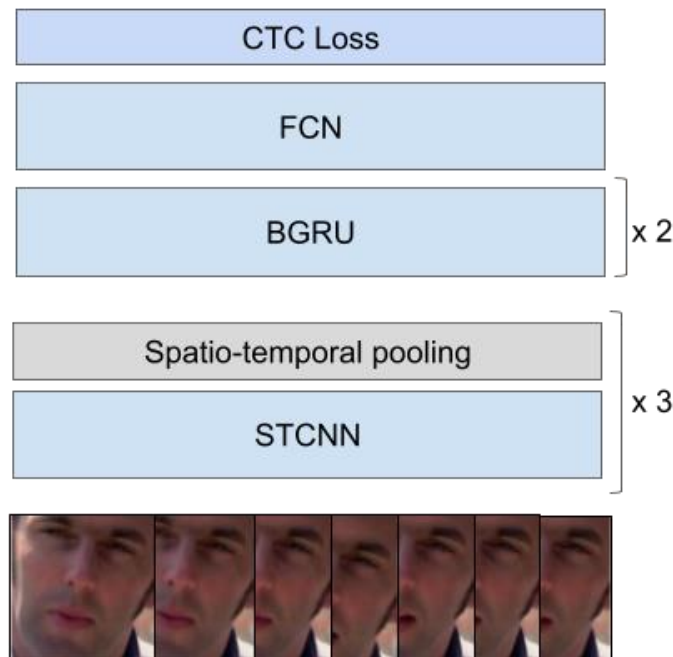 CTC Loss
FCN
BGRU
x 2
Spatio-temporal pooling
x 3
STCNN